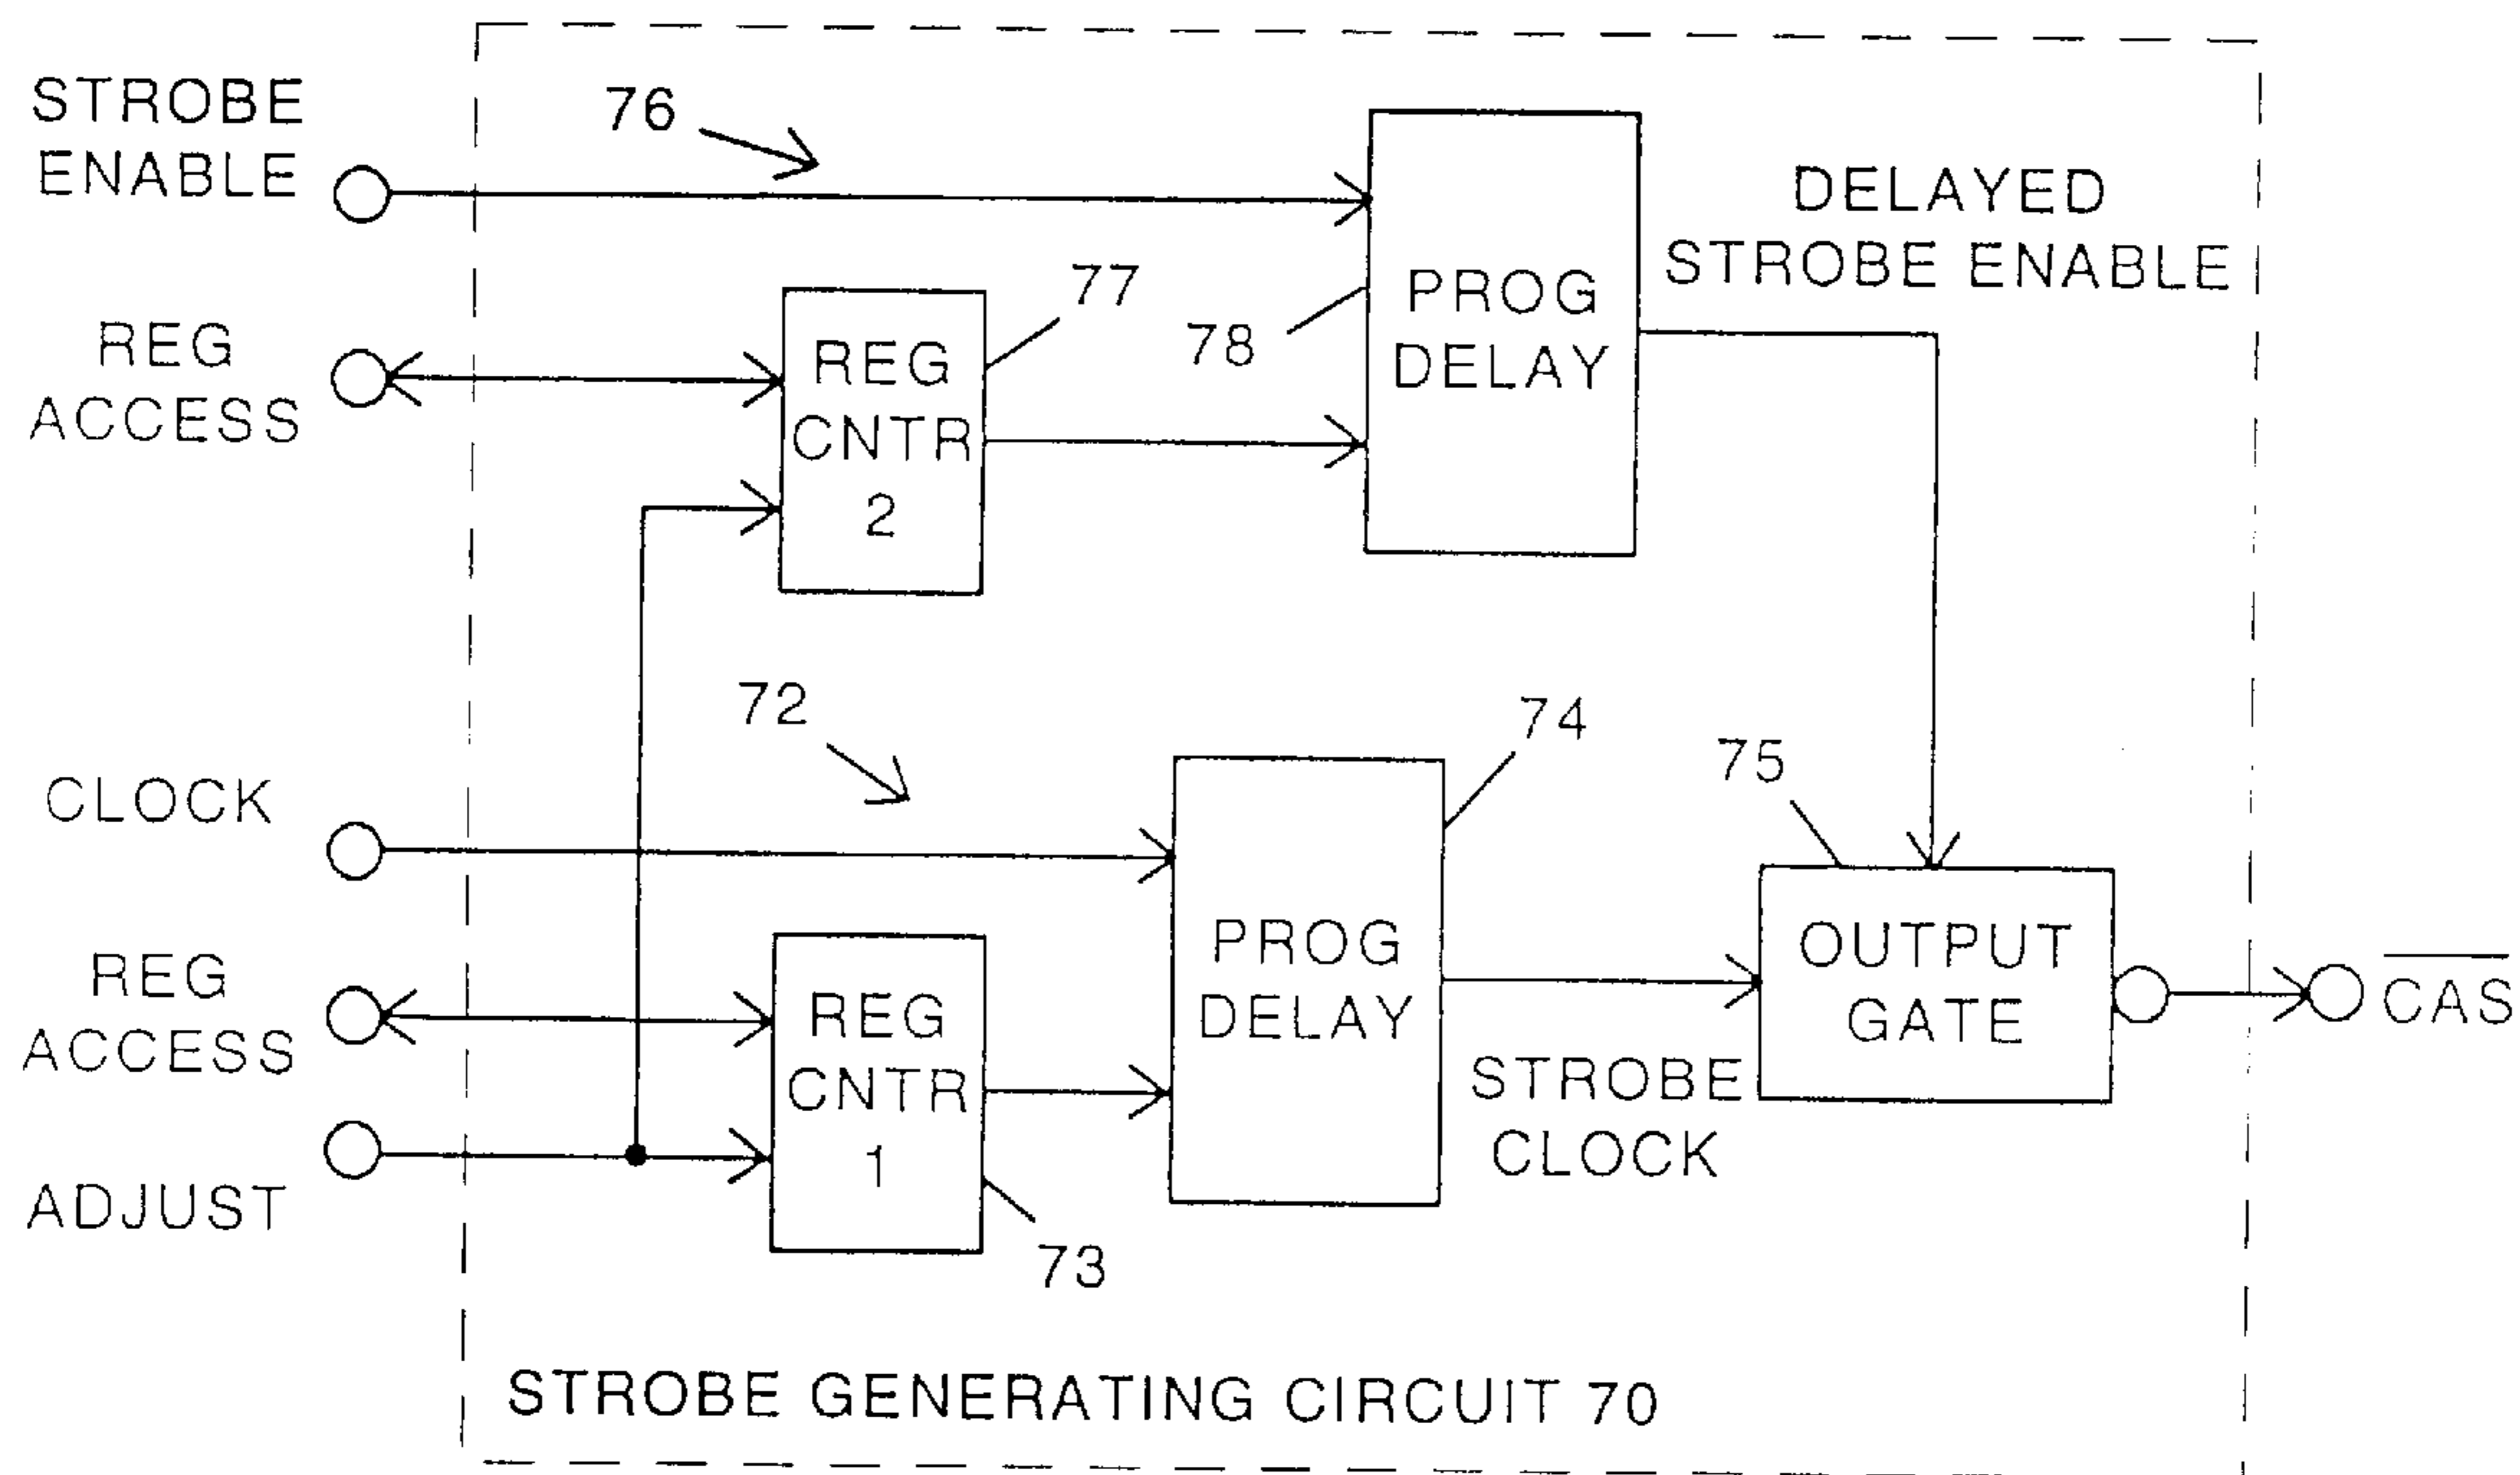 STROBE
ENABLE
76
DELAYED
STROBE ENABLE
REG
ACCESS
77
REG
CNTR
2
78
PROG
DELAY
72
74
75
CLOCK
REG
ACCESS
REG
CNTR
1
PROG
DELAY
STROBE
CLOCK
OUTPUT
GATE
CAS
ADJUST
73
STROBE GENERATING CIRCUIT 70